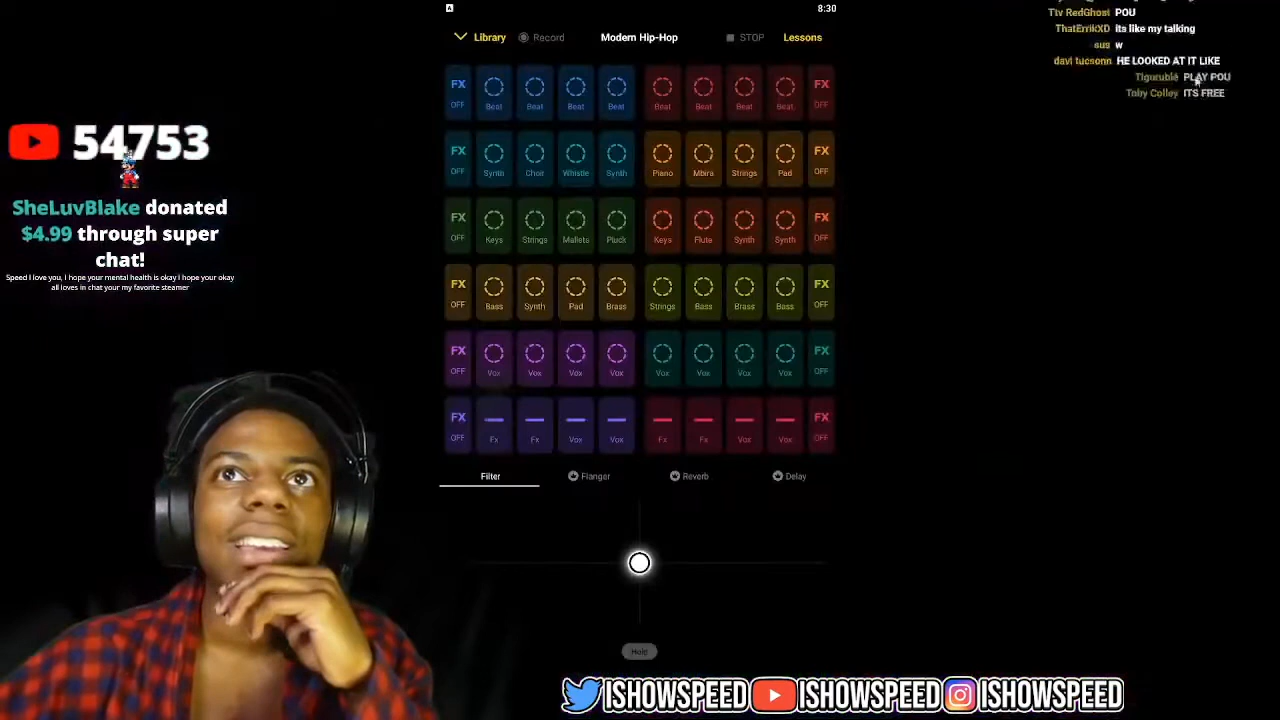 8:30
Library Record Modern Hip-Hop STOP Lessons
FX Beat Beat Beat Beat Beat Beat Beat Beat FX
OFF OFF
FX Synth Choir Whistle Synth Piano Mbira Strings Pad FX
OFF OFF
FX Keys Strings Mallets Pluck Keys Flute Synth Synth FX
OFF OFF
FX Bass Synth Pad Brass Strings Bass Brass Bass FX
OFF OFF
FX Vox Vox Vox Vox Vox Vox Vox Vox FX
OFF OFF
FX Fx Fx Vox Vox Fx Fx Vox Vox FX
OFF OFF
Filter Flanger Reverb Delay
Hold
54753
SheLuvBlake donated
$4.99 through super
chat!
Speed I love you, I hope your mental health is okay i hope your okay
all loves in chat your my favorite steamer
Ttv RedGhost POU
ThatErrikXD its like my talking
sus w
davi tucsonn HE LOOKED AT IT LIKE
Tigurublé PLAY POU
Toby Colley ITS FREE
ISHOWSPEED ISHOWSPEED ISHOWSPEED